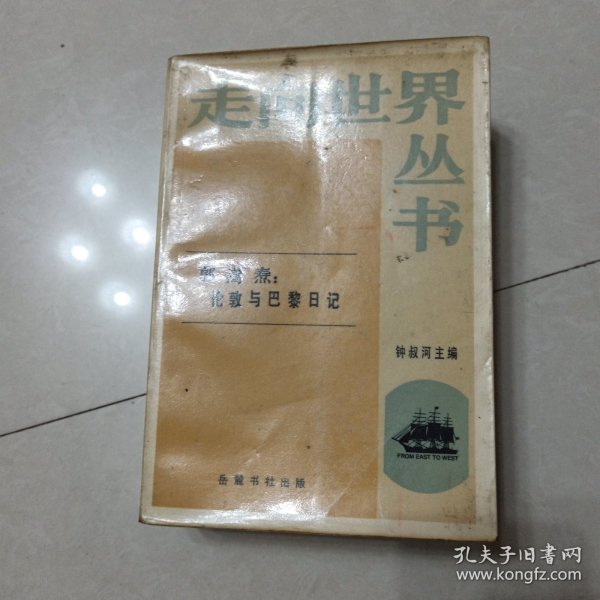 走向世界
丛书
郭嵩焘:
伦敦与巴黎日记
钟叔河主编
FROM EAST TO WEST
岳麓书社出版
孔夫子旧书网
www.kongfz.com